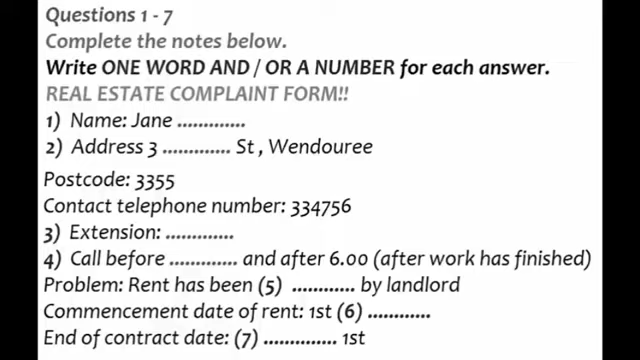 Questions 1 - 7
Complete the notes below.
Write ONE WORD AND / OR A NUMBER for each answer.
REAL ESTATE COMPLAINT FORM!!
1) Name: Jane .............
2) Address 3 ............. St , Wendouree
Postcode: 3355
Contact telephone number: 334756
3) Extension: .............
4) Call before ............. and after 6.00 (after work has finished)
Problem: Rent has been (5) ............ by landlord
Commencement date of rent: 1st (6) ............
End of contract date: (7) .............. 1st